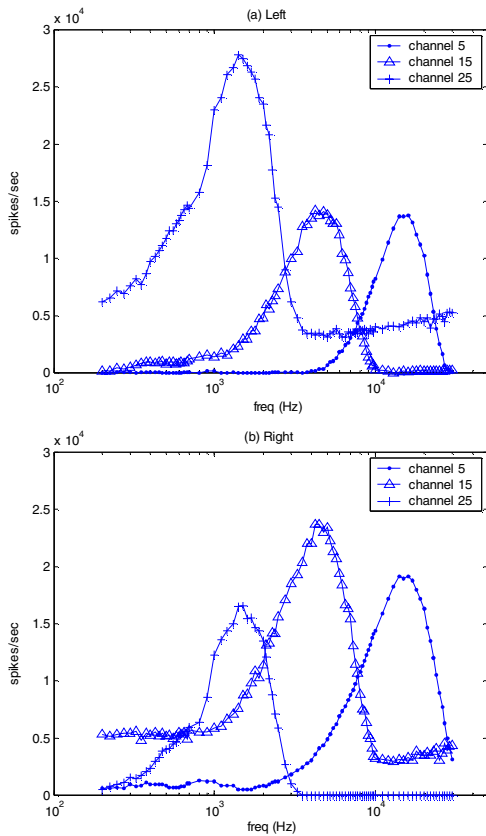 (a) Left
x 10^4
3
2.5
2
1.5
1
0.5
0
spikes/sec
channel 5
channel 15
channel 25
10^2
10^3
10^4
freq (Hz)
(b) Right
x 10^4
3
2.5
2
1.5
1
0.5
0
spikes/sec
channel 5
channel 15
channel 25
10^2
10^3
10^4
freq (Hz)